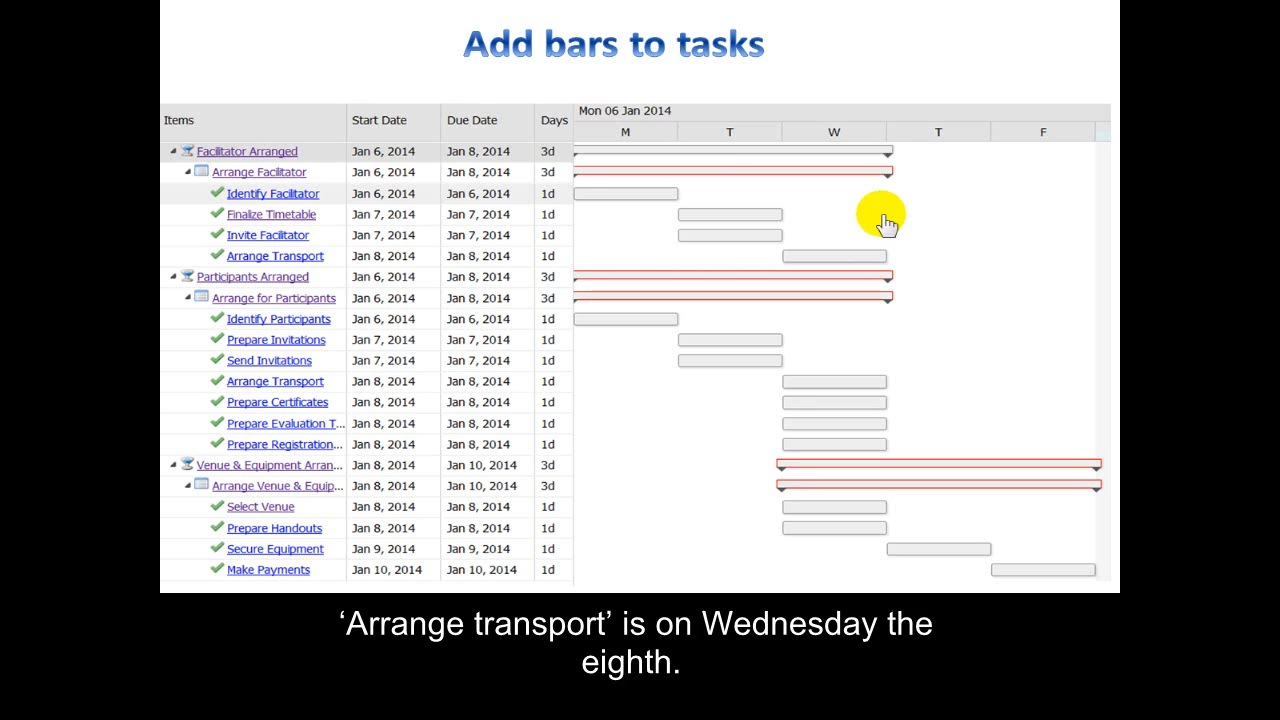 Add bars to tasks
Items Start Date Due Date Days Mon 06 Jan 2014
M T W T F
Facilitator Arranged Jan 6, 2014 Jan 8, 2014 3d
Arrange Facilitator Jan 6, 2014 Jan 8, 2014 3d
Identify Facilitator Jan 6, 2014 Jan 6, 2014 1d
Finalize Timetable Jan 7, 2014 Jan 7, 2014 1d
Invite Facilitator Jan 7, 2014 Jan 7, 2014 1d
Arrange Transport Jan 8, 2014 Jan 8, 2014 1d
Participants Arranged Jan 6, 2014 Jan 8, 2014 3d
Arrange for Participants Jan 6, 2014 Jan 8, 2014 3d
Identify Participants Jan 6, 2014 Jan 6, 2014 1d
Prepare Invitations Jan 7, 2014 Jan 7, 2014 1d
Send Invitations Jan 7, 2014 Jan 7, 2014 1d
Arrange Transport Jan 8, 2014 Jan 8, 2014 1d
Prepare Certificates Jan 8, 2014 Jan 8, 2014 1d
Prepare Evaluation T... Jan 8, 2014 Jan 8, 2014 1d
Prepare Registration... Jan 8, 2014 Jan 8, 2014 1d
Venue & Equipment Arran... Jan 8, 2014 Jan 10, 2014 3d
Arrange Venue & Equip... Jan 8, 2014 Jan 10, 2014 3d
Select Venue Jan 8, 2014 Jan 8, 2014 1d
Prepare Handouts Jan 8, 2014 Jan 8, 2014 1d
Secure Equipment Jan 9, 2014 Jan 9, 2014 1d
Make Payments Jan 10, 2014 Jan 10, 2014 1d
‘Arrange transport’ is on Wednesday the
eighth.